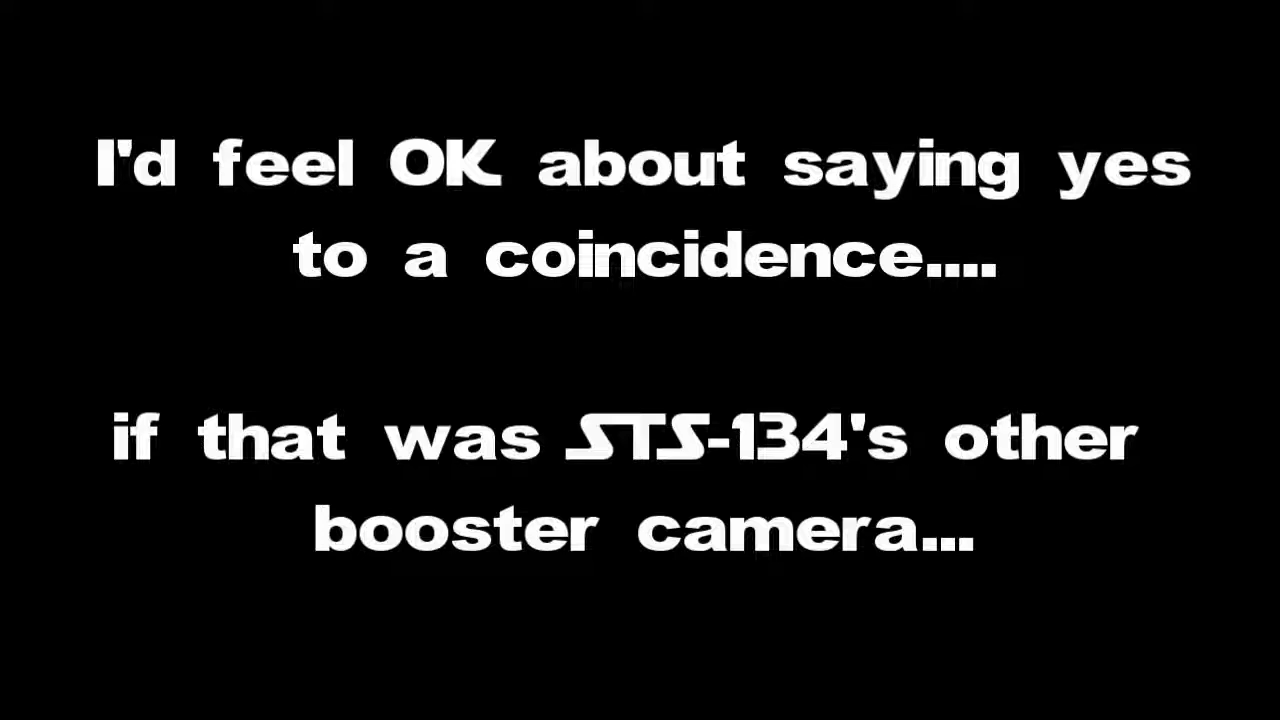 I'd feel OK about saying yes
to a coincidence....
if that was STS-134's other
booster camera...